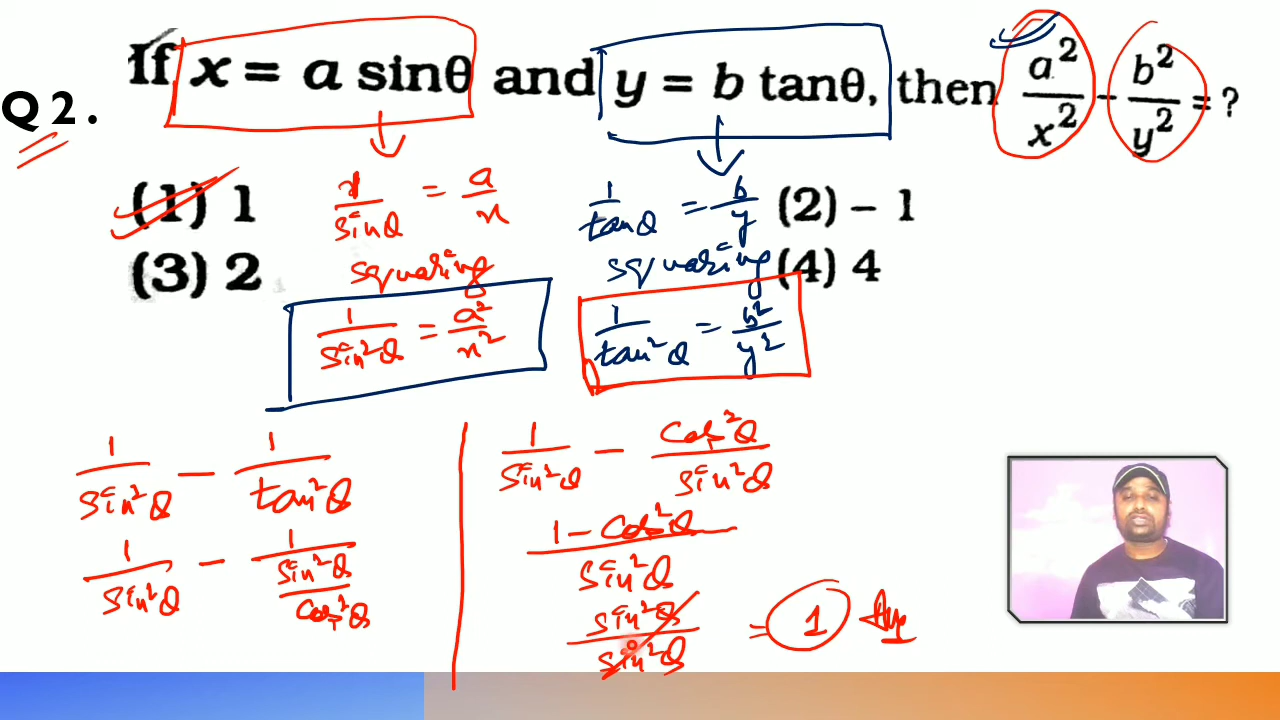 Q 2. If x = a sinθ and y = b tanθ, then a²/x² – b²/y² = ?
(1) 1 (2) – 1
(3) 2 (4) 4
1/sinθ = a/x
squaring
1/sin²θ = a²/x²
1/tanθ = b/y
squaring
1/tan²θ = b²/y²
1/sin²θ – 1/tan²θ
1/sin²θ – 1/(sin²θ/cos²θ)
1/sin²θ – cos²θ/sin²θ
(1 – cos²θ)/sin²θ
sin²θ/sin²θ = 1